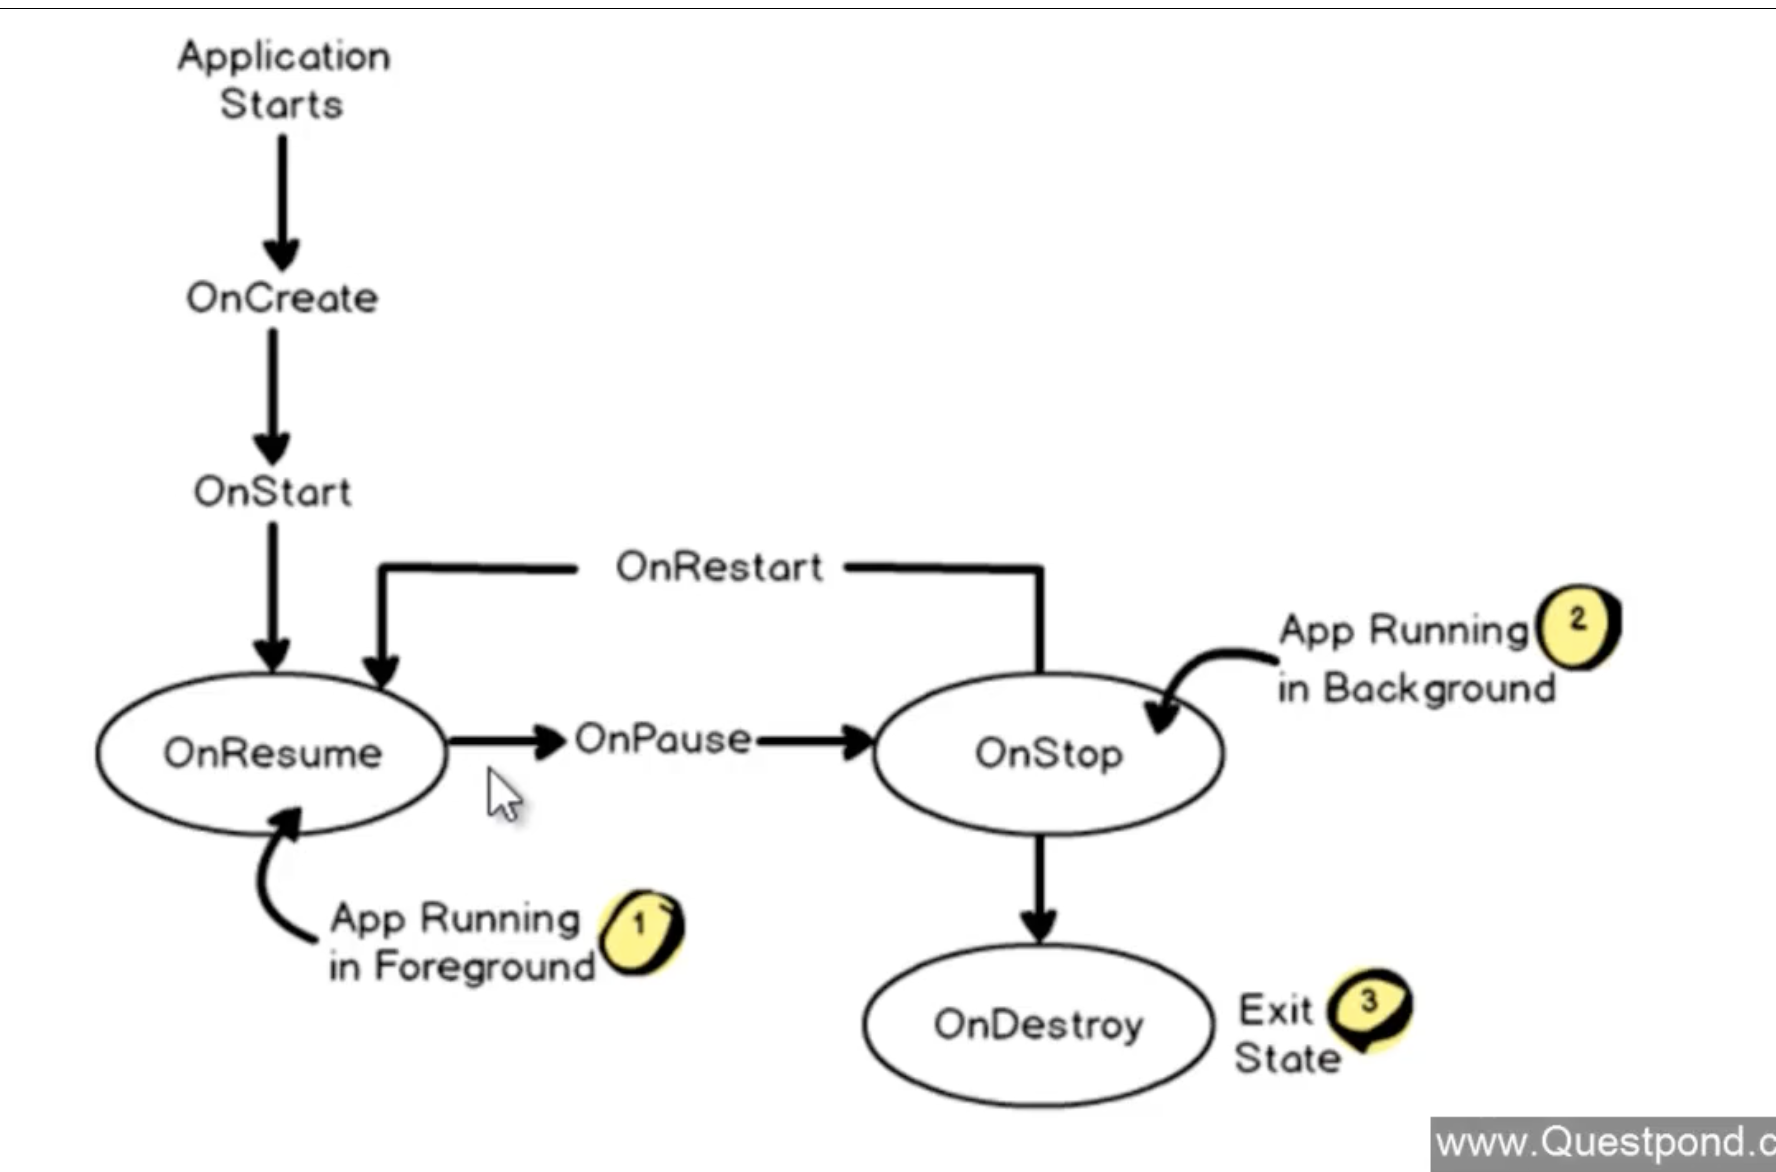 Application
Starts
OnCreate
OnStart
OnRestart
App Running
in Background
2
OnResume
OnPause
OnStop
App Running
in Foreground
1
OnDestroy
Exit
State
3
www.Questpond.c